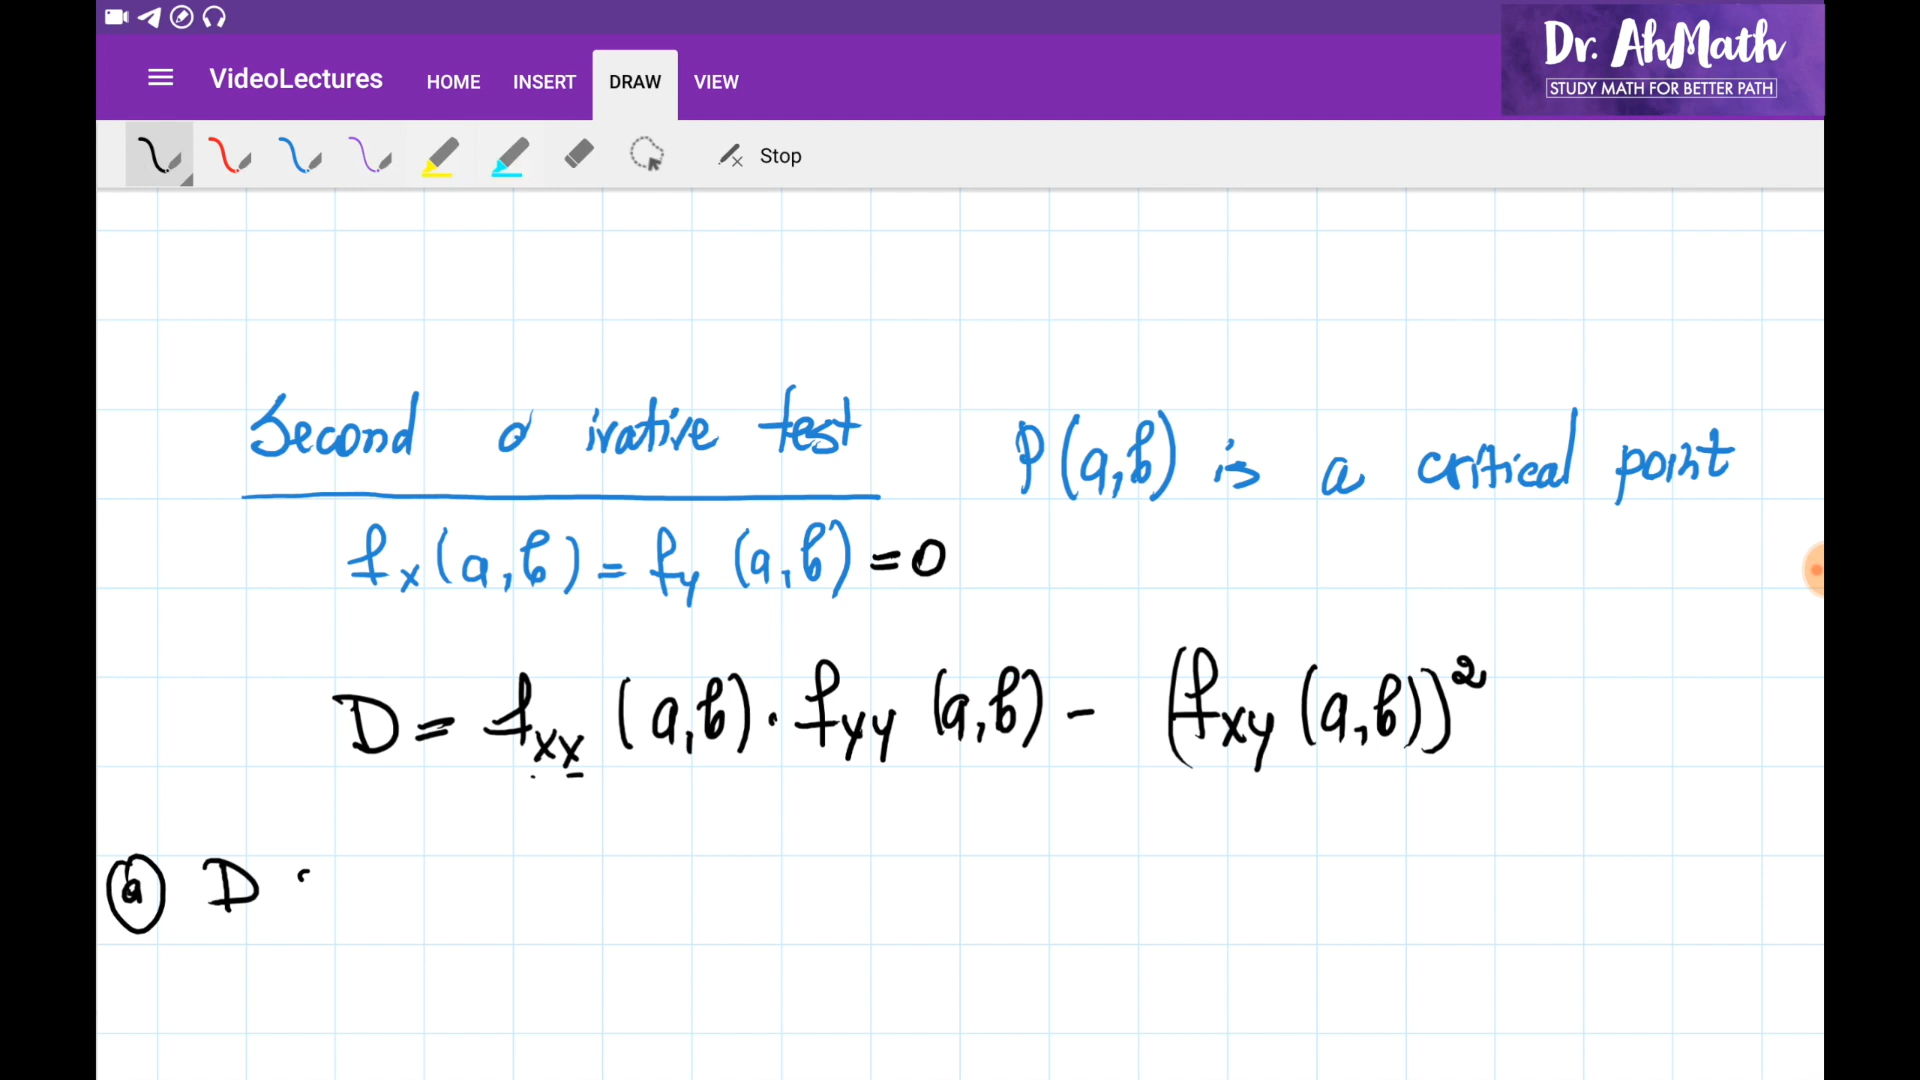 Dr. AhMath
STUDY MATH FOR BETTER PATH
VideoLectures HOME INSERT DRAW VIEW
Stop
Second d irative test P(a,b) is a critical point
fx(a,b) = fy (a,b) = 0
D = fxx (a,b) · fyy (a,b) - (fxy (a,b))²
(a) D